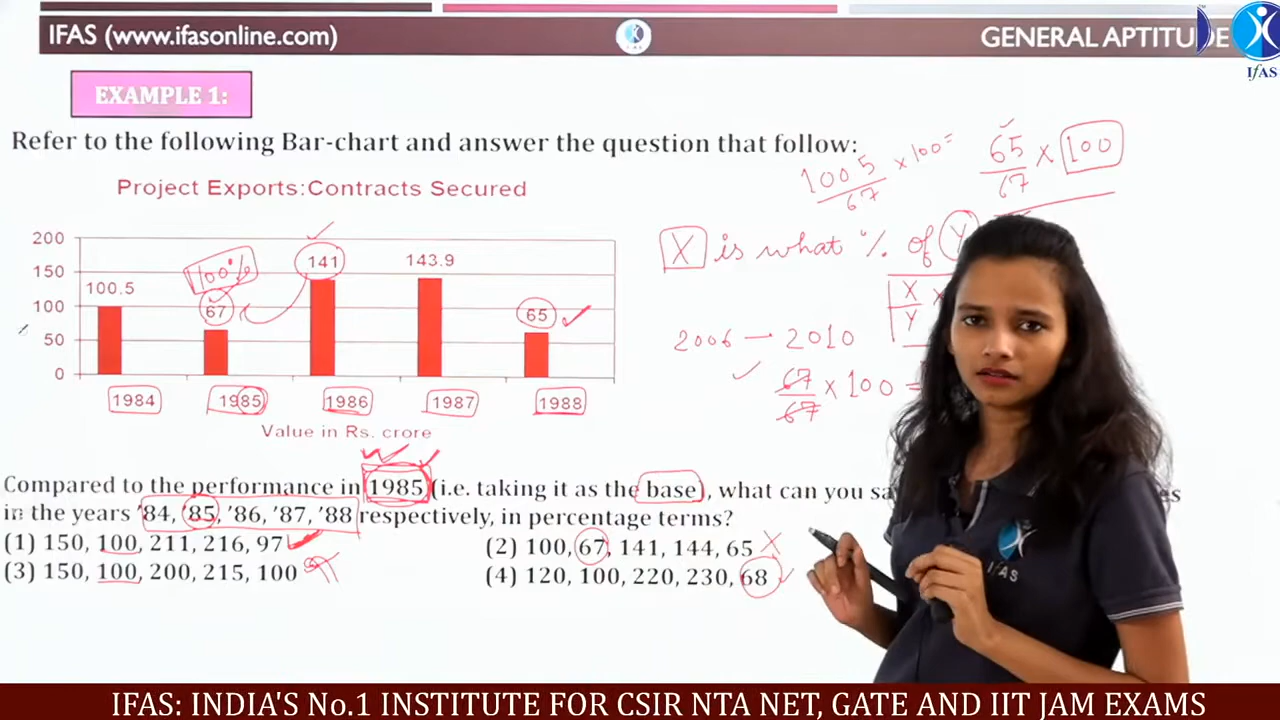 IFAS (www.ifasonline.com)
GENERAL APTITUDE
IfAS
EXAMPLE 1:
Refer to the following Bar-chart and answer the question that follow:
Project Exports:Contracts Secured
200
150
100
50
0
100.5
67
141
143.9
65
100%
1984
1985
1986
1987
1988
Value in Rs. crore
1005/67 × 100 =
65/67 × 100
X is what % of Y
X/Y ×
2006 — 2010
67/67 × 100 =
Compared to the performance in 1985 (i.e. taking it as the base), what can you
in the years '84, '85, '86, '87, '88 respectively, in percentage terms?
(1) 150, 100, 211, 216, 97
(2) 100, 67, 141, 144, 65
(3) 150, 100, 200, 215, 100
(4) 120, 100, 220, 230, 68
IFAS
IFAS: INDIA'S No.1 INSTITUTE FOR CSIR NTA NET, GATE AND IIT JAM EXAMS